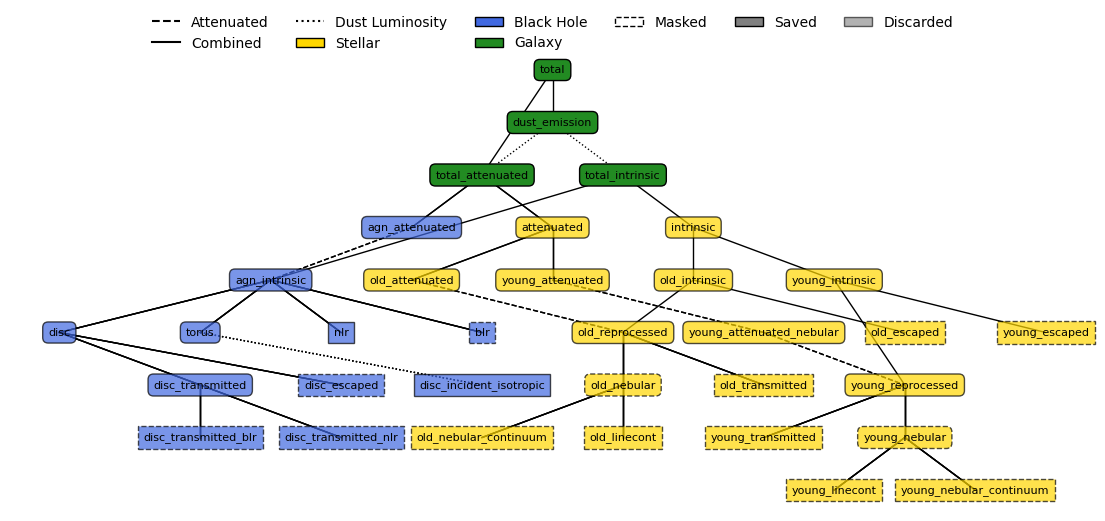 Attenuated Dust Luminosity Black Hole Masked Saved Discarded
Combined Stellar Galaxy
total
dust_emission
total_attenuated total_intrinsic
agn_attenuated attenuated intrinsic
agn_intrinsic old_attenuated young_attenuated old_intrinsic young_intrinsic
disc torus nlr blr old_reprocessed young_attenuated_nebular old_escaped young_escaped
disc_transmitted disc_escaped disc_incident_isotropic old_nebular old_transmitted young_reprocessed
disc_transmitted_blr disc_transmitted_nlr old_nebular_continuum old_linecont young_transmitted young_nebular
young_linecont young_nebular_continuum